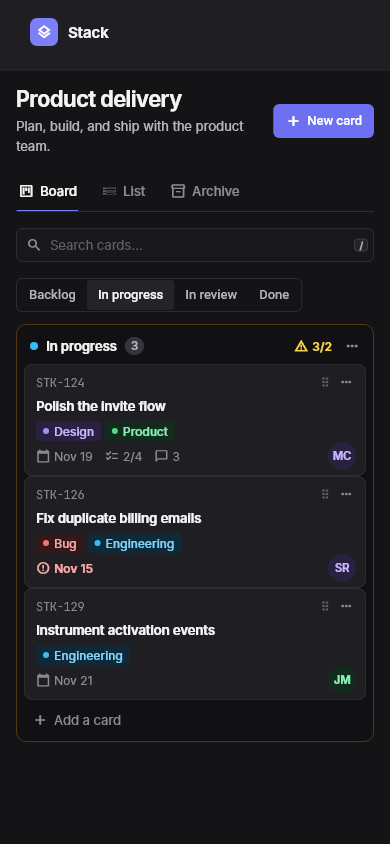 Stack
Product delivery
Plan, build, and ship with the product
team.
New card
Board
List
Archive
Search cards...
/
Backlog
In progress
In review
Done
In progress 3
3/2
STK-124
Polish the invite flow
Design
Product
Nov 19
2/4
3
MC
STK-126
Fix duplicate billing emails
Bug
Engineering
Nov 15
SR
STK-129
Instrument activation events
Engineering
Nov 21
JM
Add a card